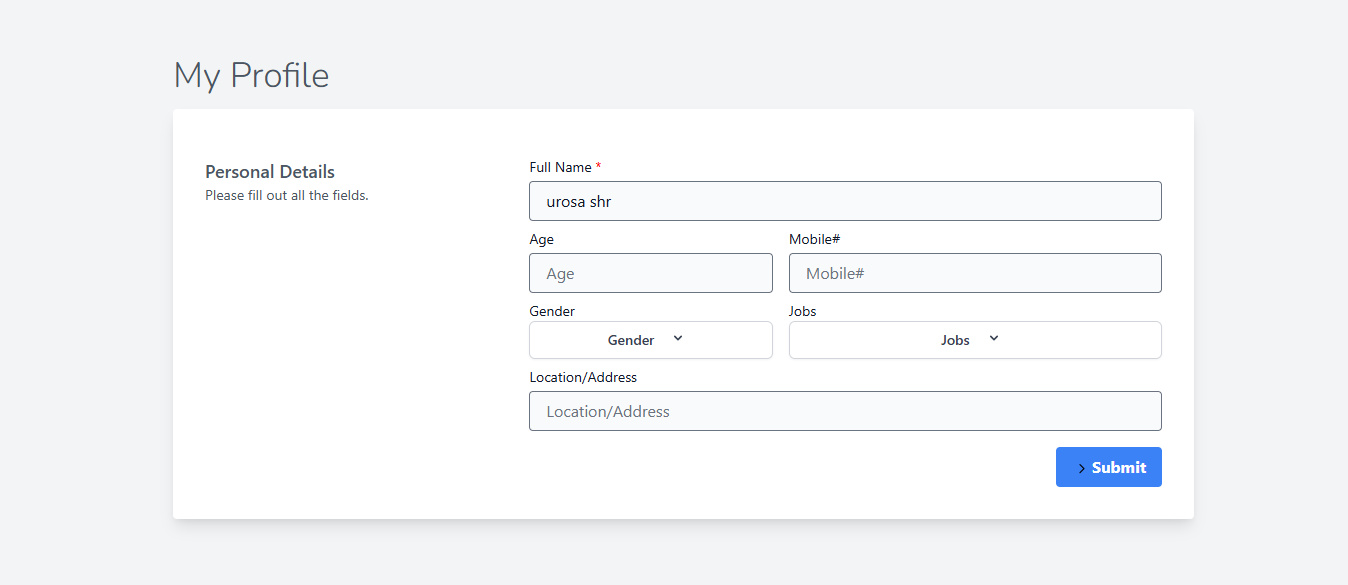 My Profile
Personal Details
Please fill out all the fields.
Full Name *
urosa shr
Age Mobile#
Age Mobile#
Gender Jobs
Gender Jobs
Location/Address
Location/Address
Submit